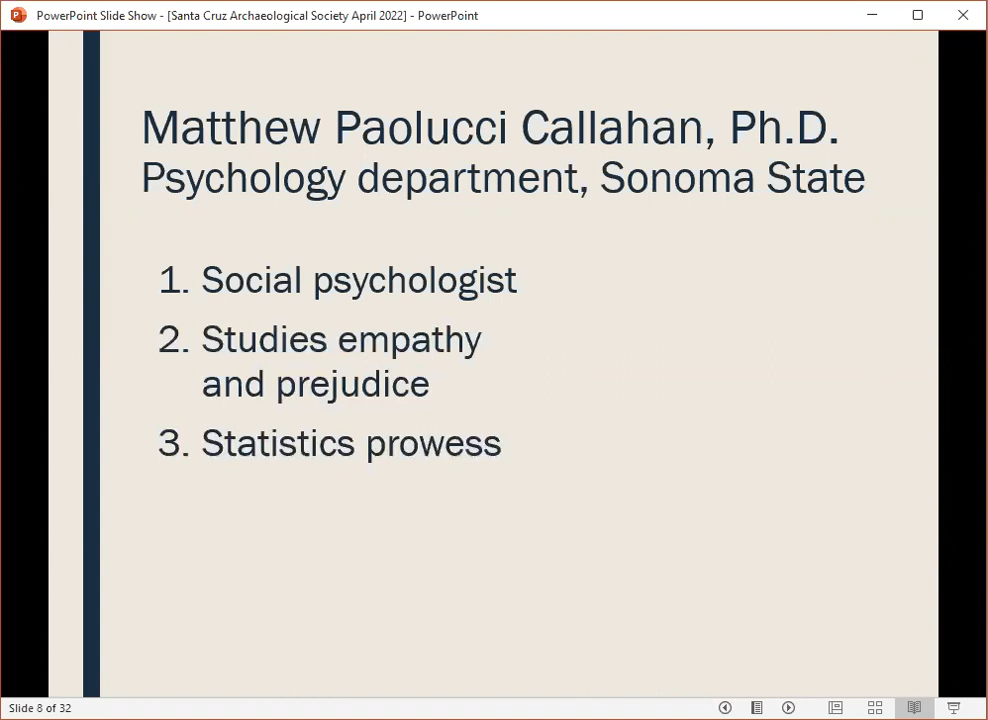 PowerPoint Slide Show - [Santa Cruz Archaeological Society April 2022] - PowerPoint
Matthew Paolucci Callahan, Ph.D.
Psychology department, Sonoma State
1. Social psychologist
2. Studies empathy
and prejudice
3. Statistics prowess
Slide 8 of 32